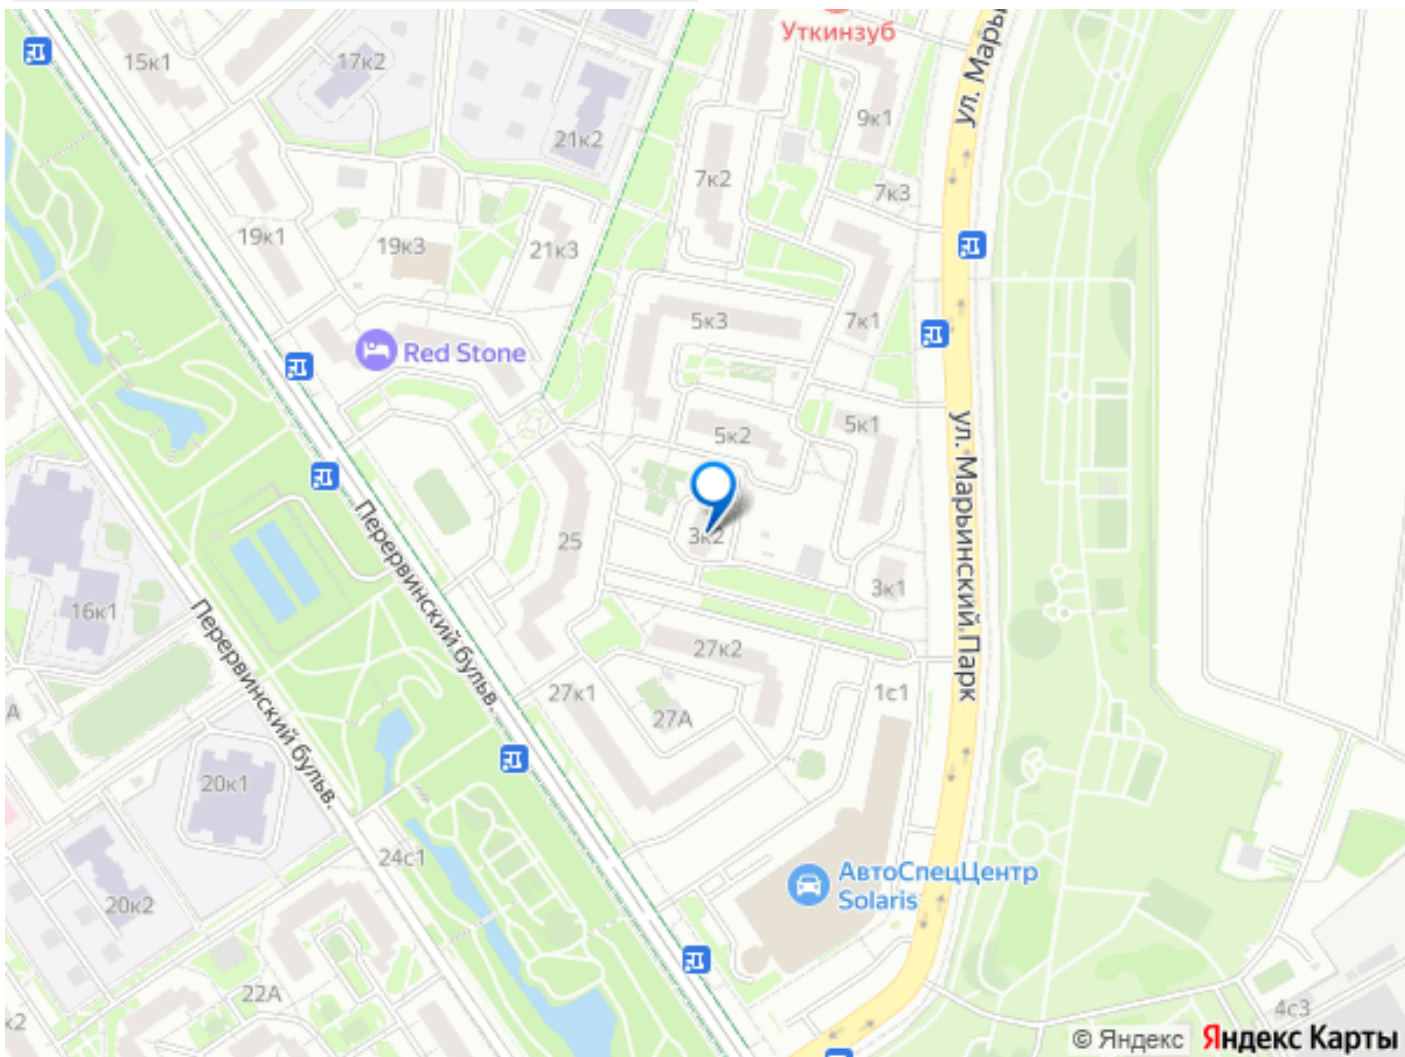 Уткинзуб
ул. Марь
15к1
17к2
9к1
21к2
7к2
7к3
19к1
19к3
21к3
5к3
7к1
Red Stone
5к2
5к1
ул. Марьинский Парк
Перервинский бульв.
25
3к2
3к1
16к1
Перервинский бульв.
27к2
27к1
1с1
27А
А
20к1
24с1
АвтоСпецЦентр
Solaris
20к2
22А
к2
4с3
© Яндекс
Яндекс Карты